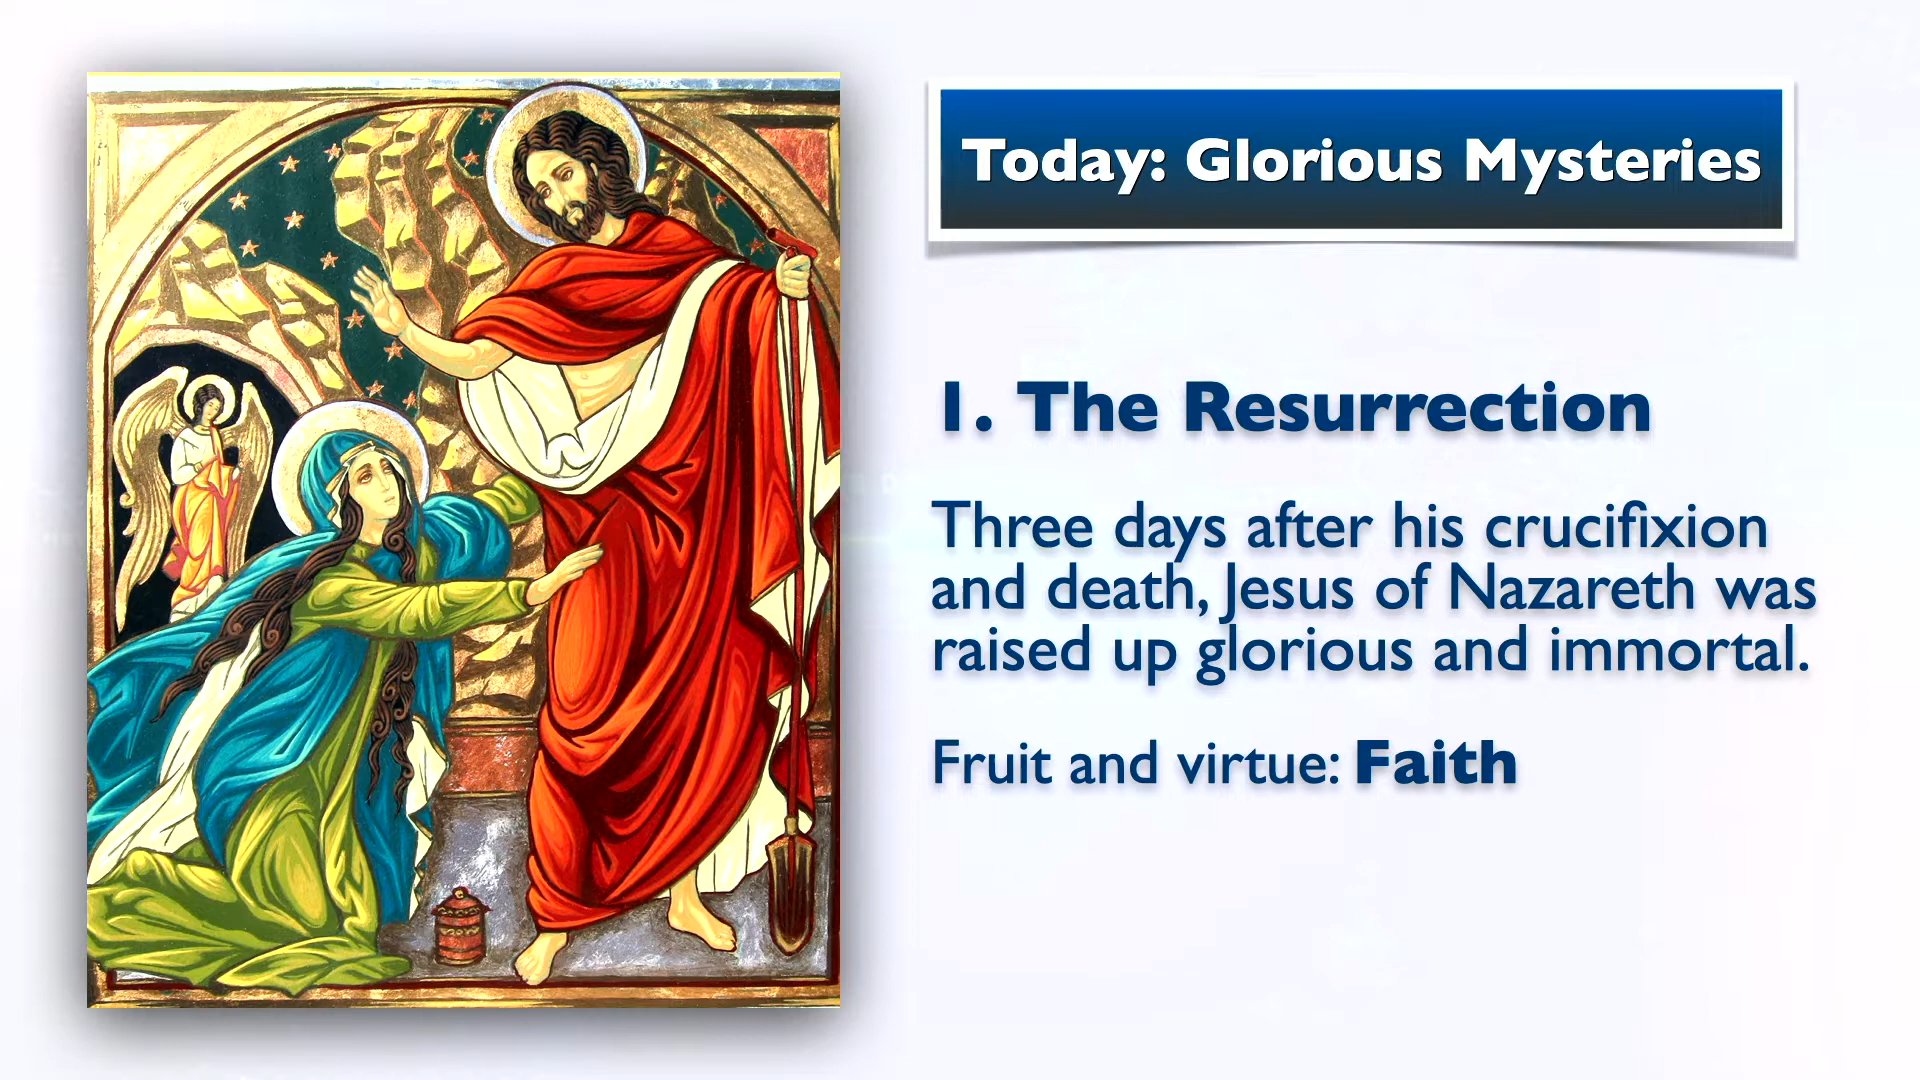 Today: Glorious Mysteries
1. The Resurrection
Three days after his crucifixion
and death, Jesus of Nazareth was
raised up glorious and immortal.
Fruit and virtue: Faith